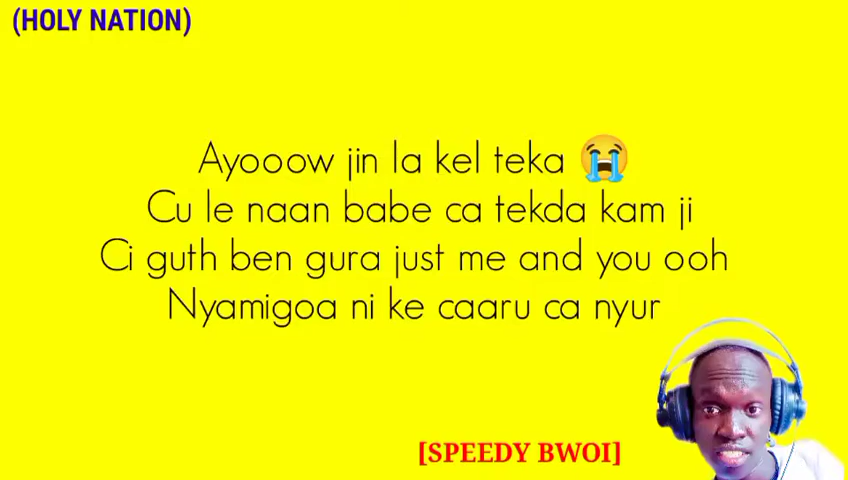 (HOLY NATION)
Ayooow jin la kel teka 😭
Cu le naan babe ca tekda kam ji
Ci guth ben gura just me and you ooh
Nyamigoa ni ke caaru ca nyur
[SPEEDY BWOI]